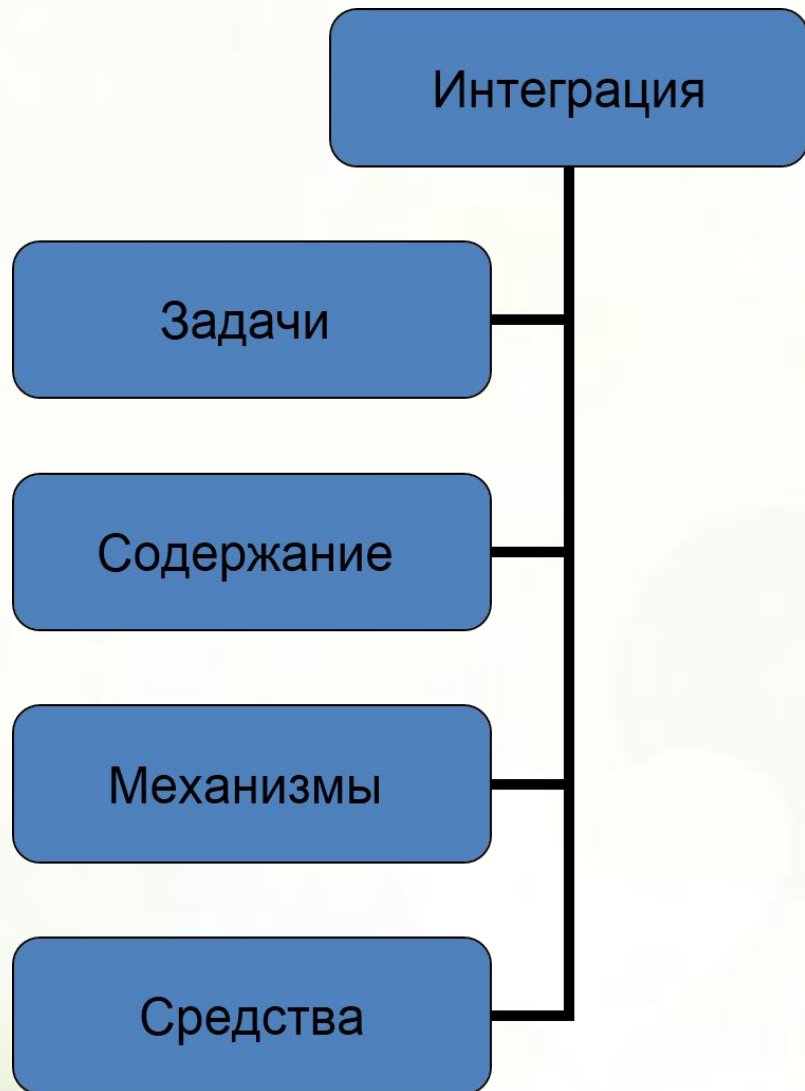 Интеграция
Задачи
Содержание
Механизмы
Средства